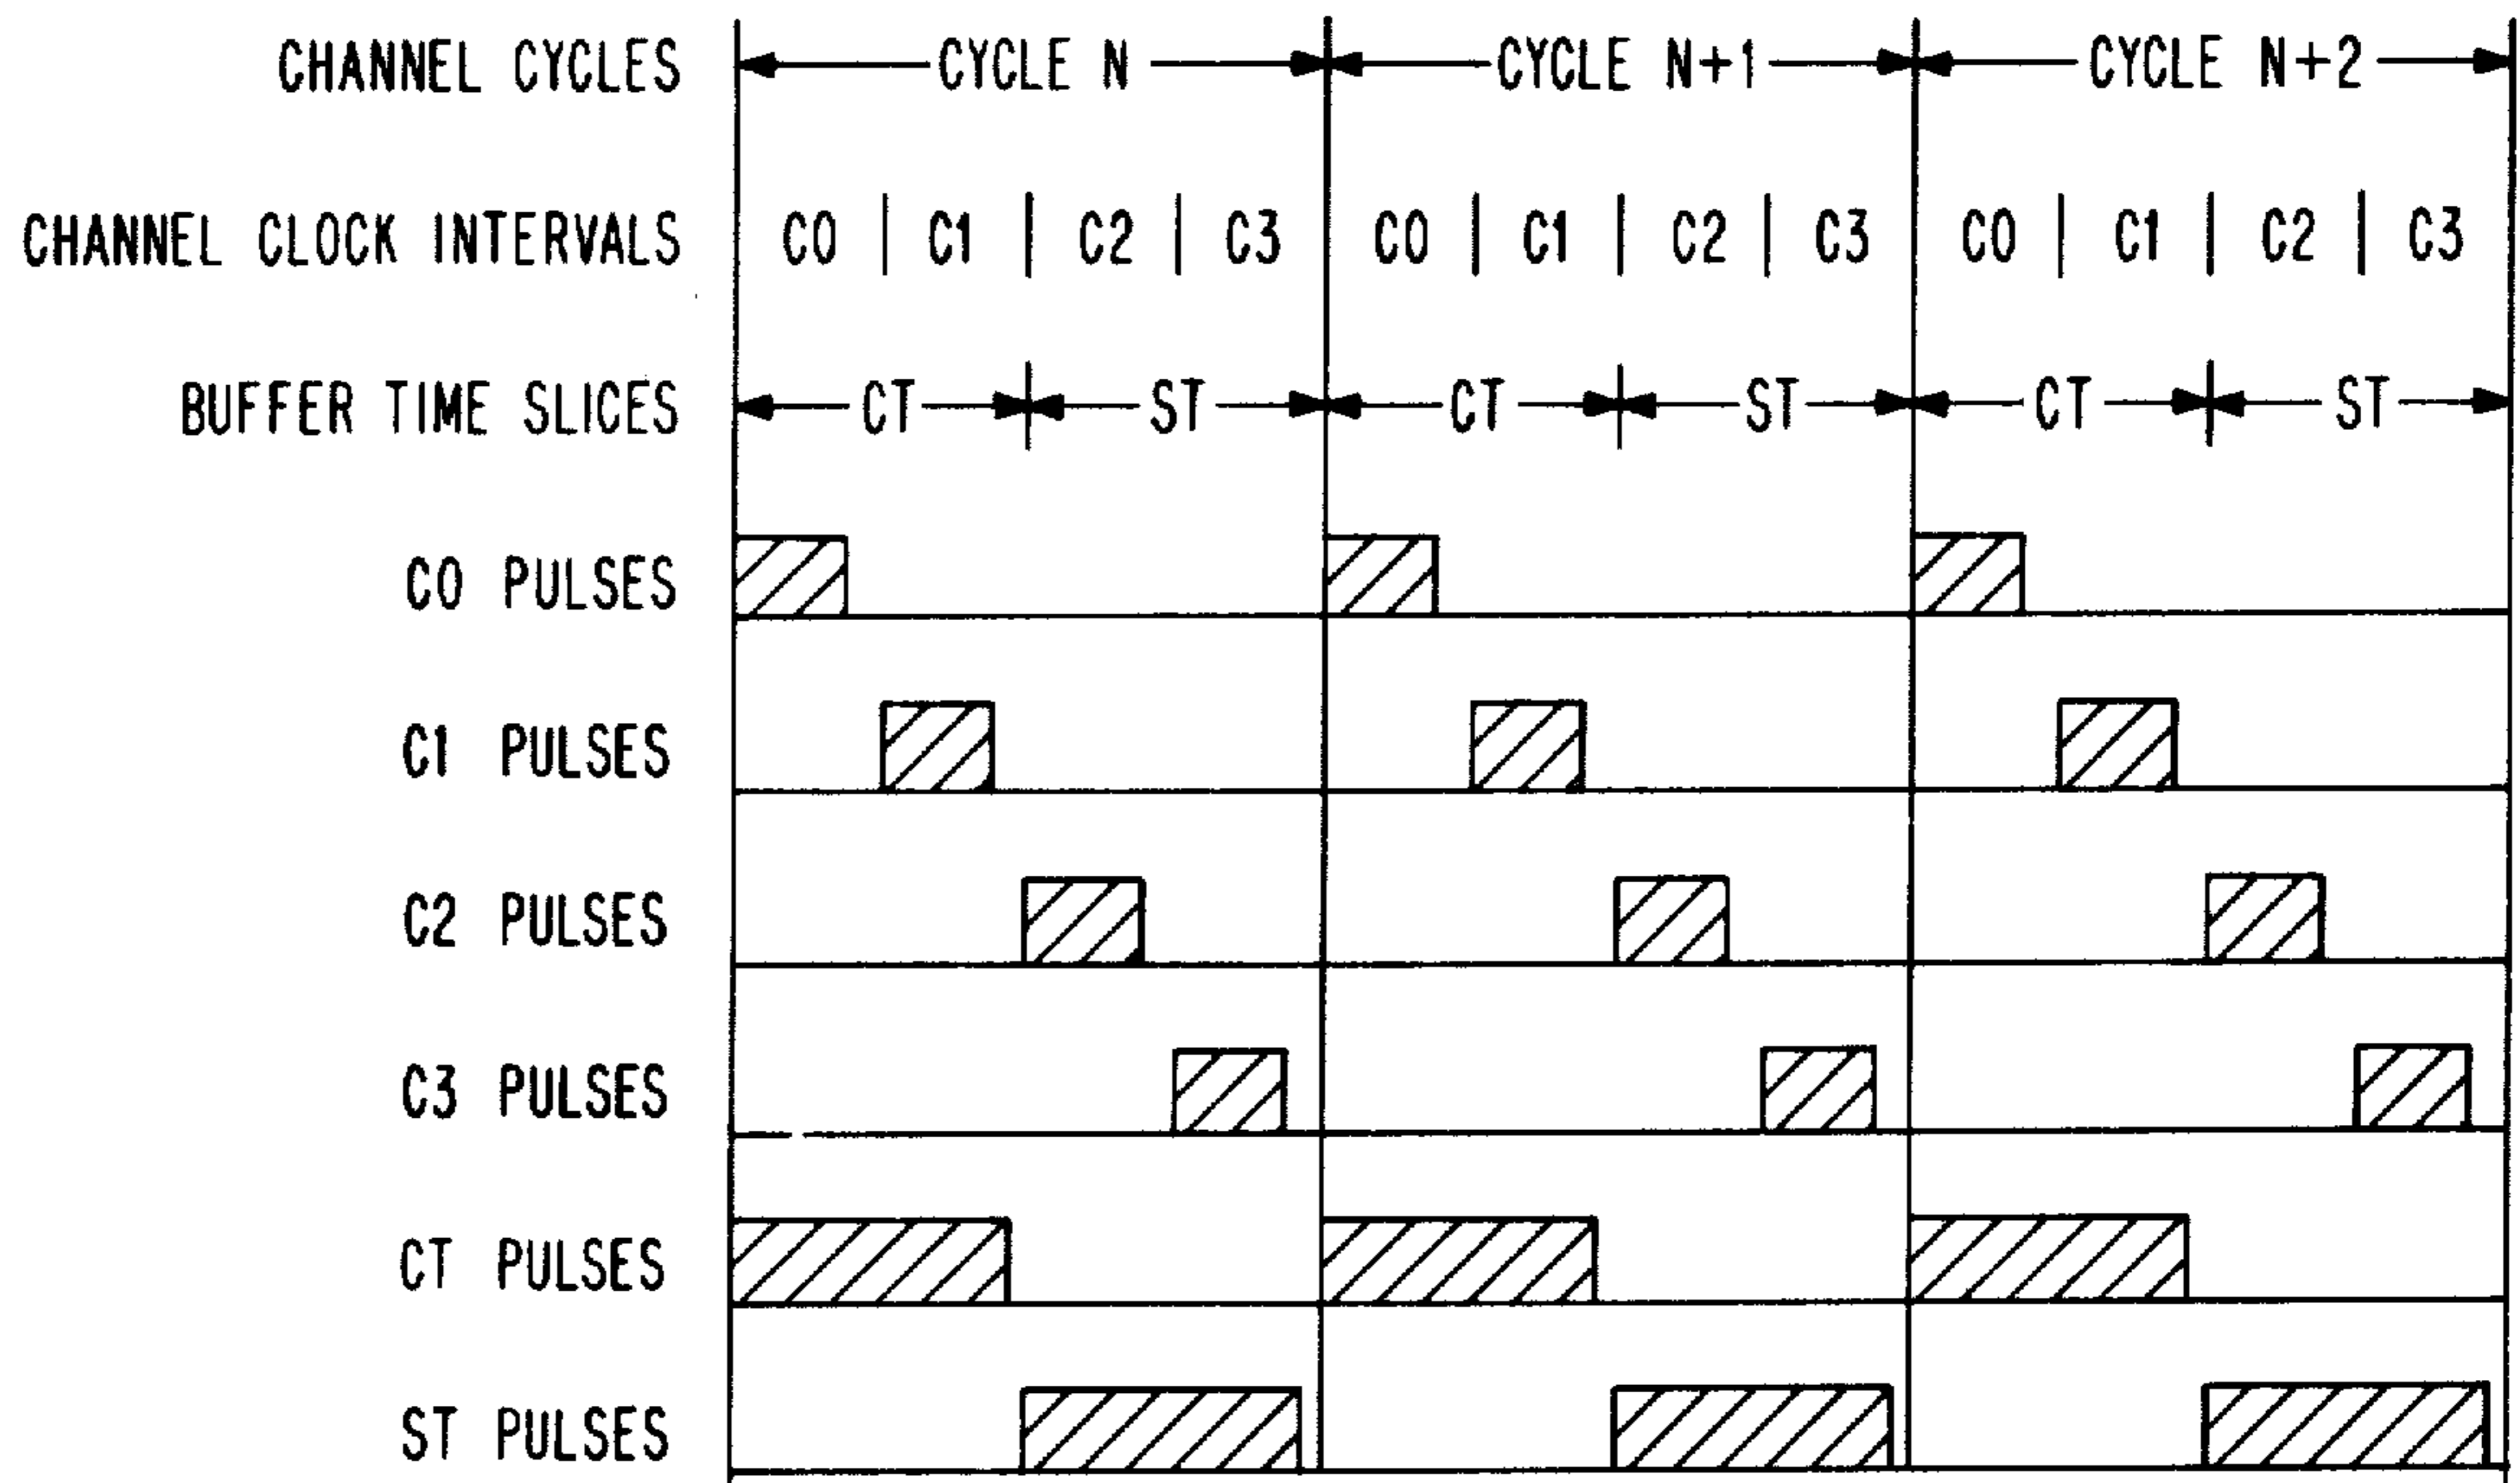 CHANNEL CYCLES CYCLE N CYCLE N+1 CYCLE N+2
CHANNEL CLOCK INTERVALS C0 | C1 | C2 | C3 C0 | C1 | C2 | C3 C0 | C1 | C2 | C3
BUFFER TIME SLICES CT ST CT ST CT ST
C0 PULSES
C1 PULSES
C2 PULSES
C3 PULSES
CT PULSES
ST PULSES